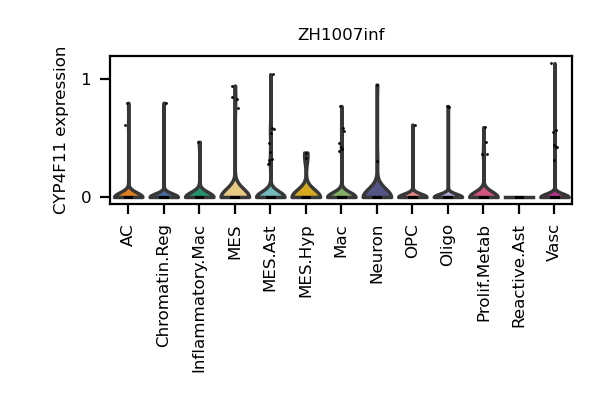 ZH1007inf
CYP4F11 expression
1
0
AC
Chromatin.Reg
Inflammatory.Mac
MES
MES.Ast
MES.Hyp
Mac
Neuron
OPC
Oligo
Prolif.Metab
Reactive.Ast
Vasc